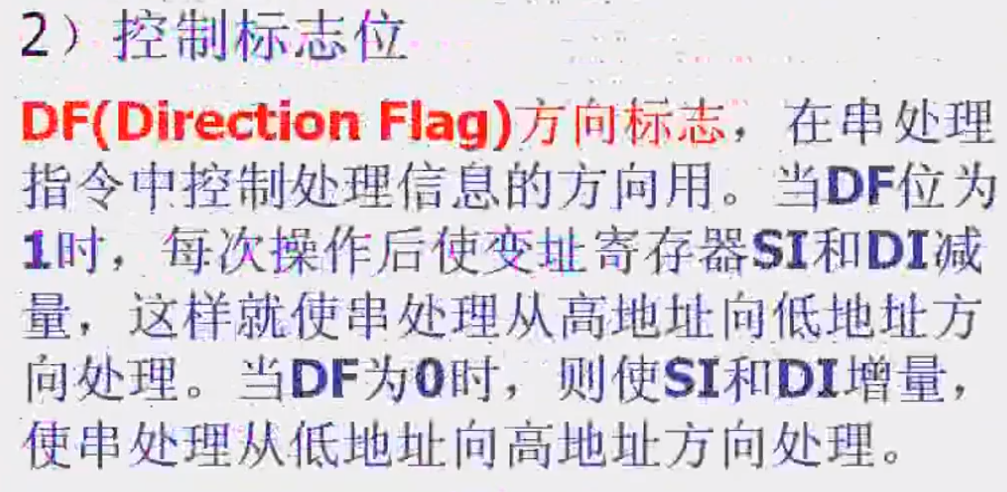 2）控制标志位
DF(Direction Flag)方向标志，在串处理
指令中控制处理信息的方向用。当DF位为
1时，每次操作后使变址寄存器SI和DI减
量，这样就使串处理从高地址向低地址方
向处理。当DF为0时，则使SI和DI增量，
使串处理从低地址向高地址方向处理。